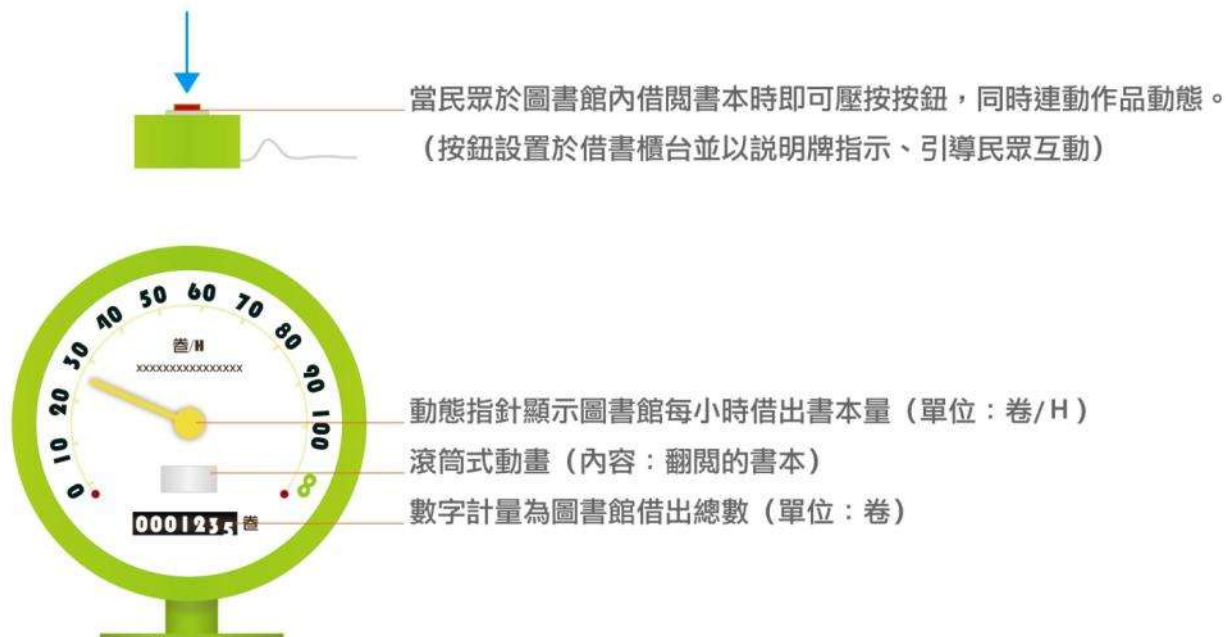 當民眾於圖書館內借閱書本時即可壓按按鈕，同時連動作品動態。
（按鈕設置於借書櫃台並以說明牌指示、引導民眾互動）
0 10 20 30 40 50 60 70 80 90 100 ∞
卷/H
xxxxxxxxxxxxxxxx
動態指針顯示圖書館每小時借出書本量（單位：卷/H）
滾筒式動畫（內容：翻閱的書本）
數字計量為圖書館借出總數（單位：卷）
0001235 卷